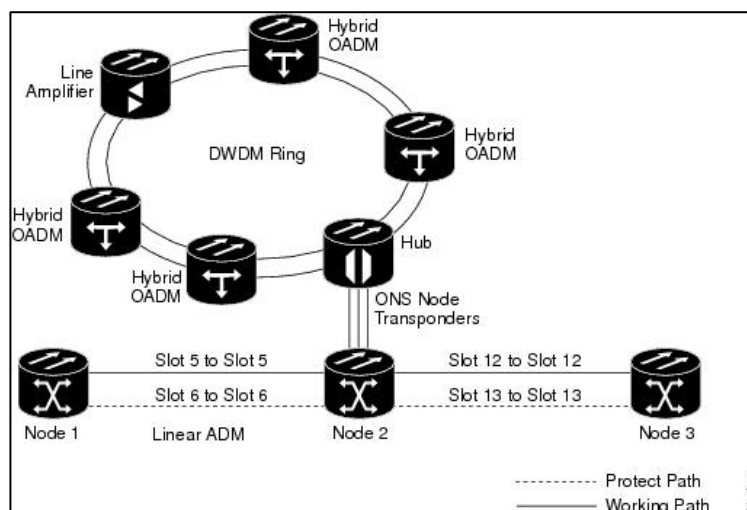 Hybrid
OADM
Line
Amplifier
Hybrid
OADM
DWDM Ring
Hybrid
OADM
Hub
Hybrid
OADM
ONS Node
Transponders
Slot 5 to Slot 5
Slot 12 to Slot 12
Slot 6 to Slot 6
Slot 13 to Slot 13
Node 1
Linear ADM
Node 2
Node 3
Protect Path
Working Path